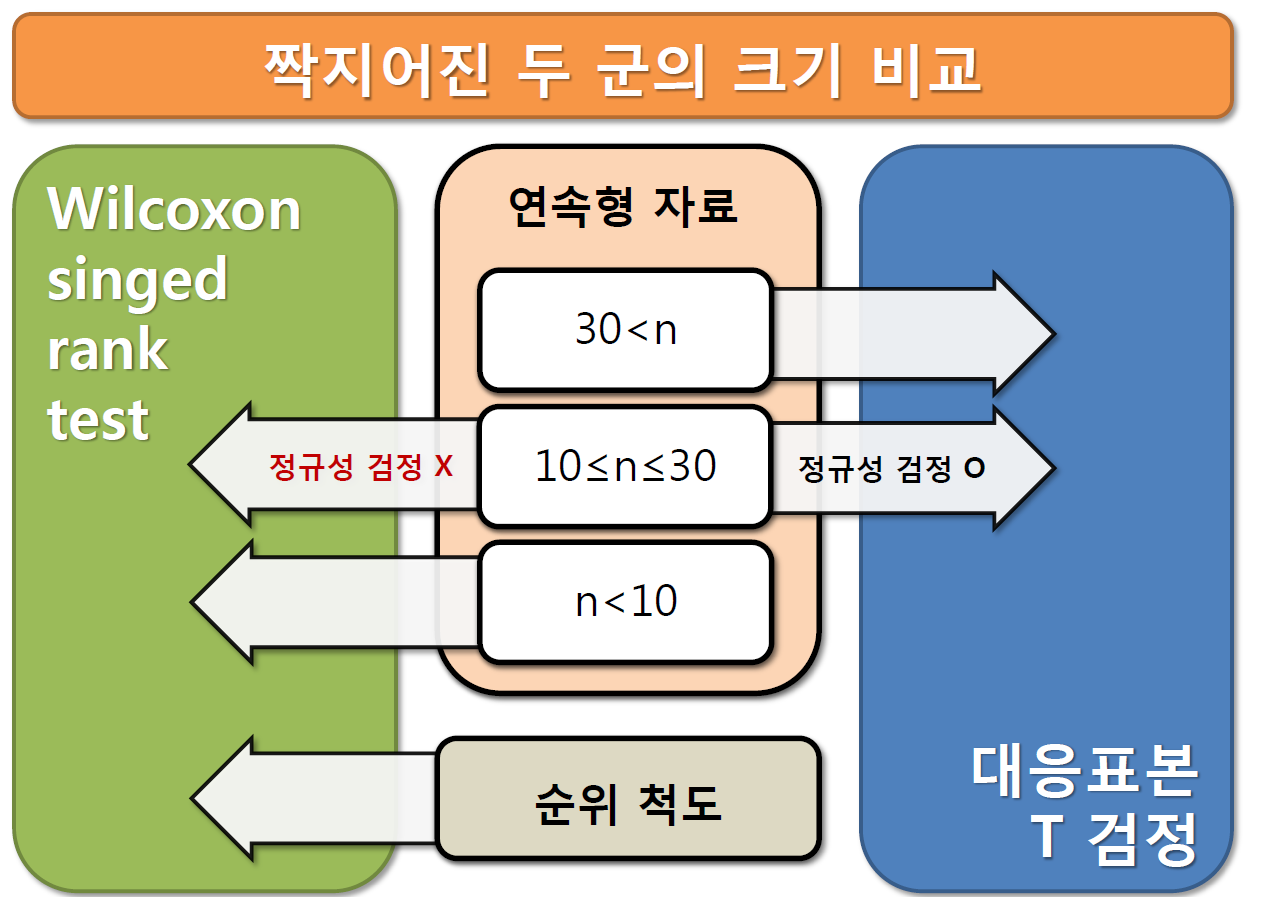 짝지어진 두 군의 크기 비교
Wilcoxon
singed
rank
test
연속형 자료
30<n
정규성 검정 X
10≤n≤30
정규성 검정 O
n<10
순위 척도
대응표본
T 검정